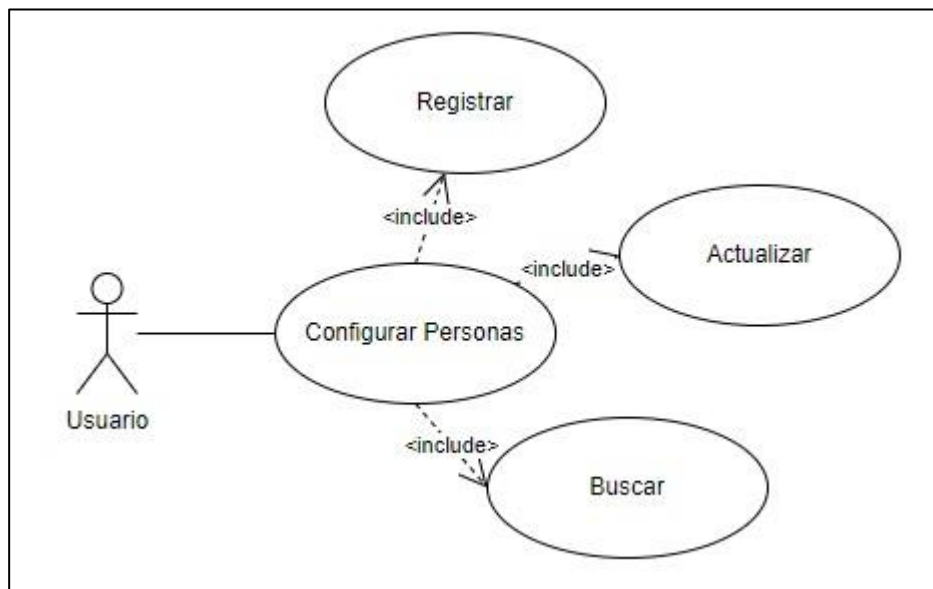 Registrar
<include>
Actualizar
<include>
Configurar Personas
Usuario
<include>
Buscar